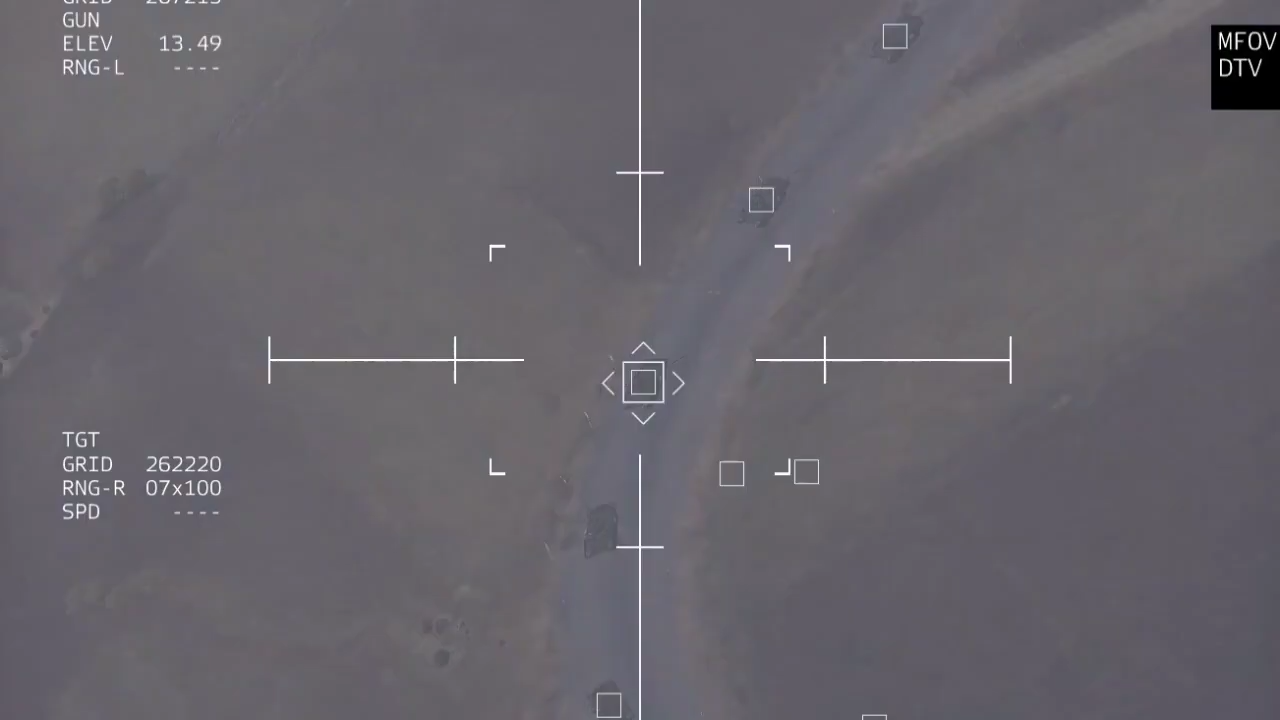 GUN
ELEV 13.49
RNG-L ----
MFOV
DTV
TGT
GRID 262220
RNG-R 07x100
SPD ----